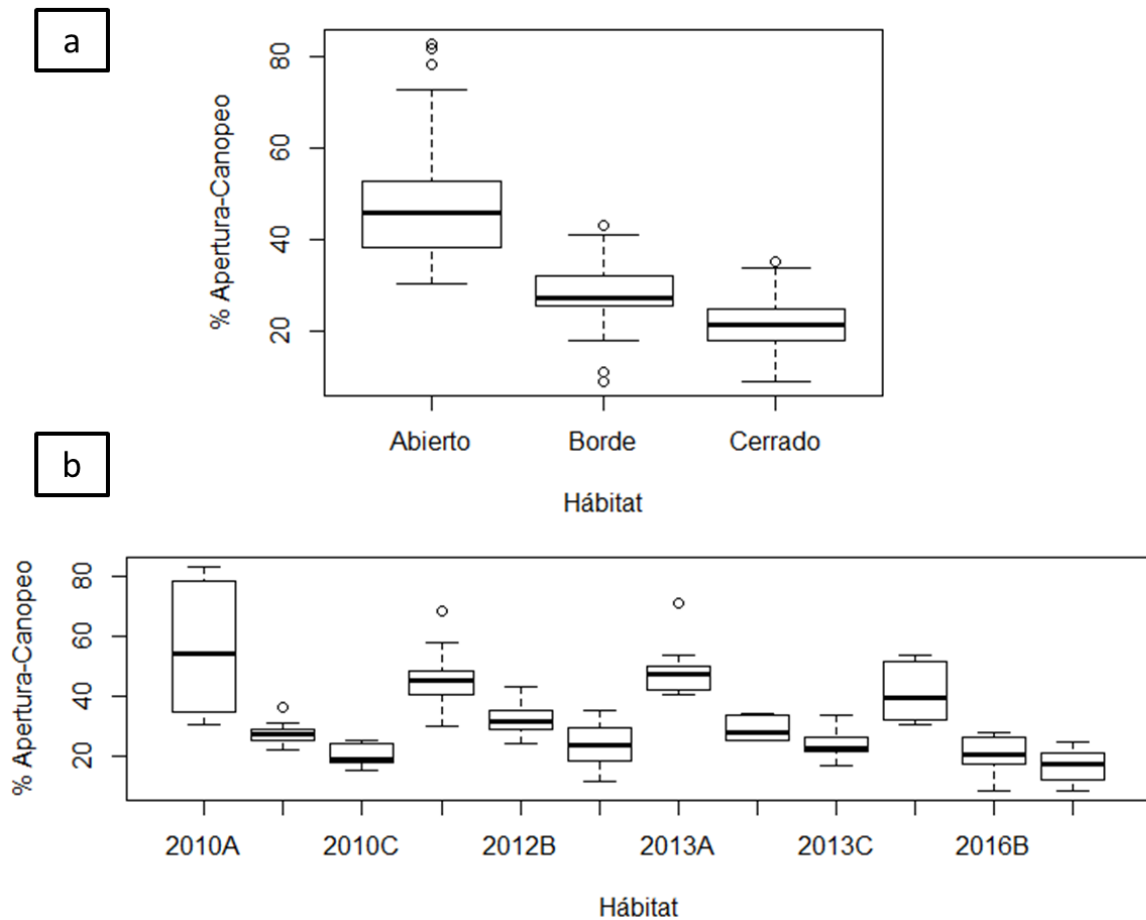 a
% Apertura-Canopeo
80
60
40
20
Abierto Borde Cerrado
Hábitat
b
% Apertura-Canopeo
80
60
40
20
2010A 2010C 2012B 2013A 2013C 2016B
Hábitat